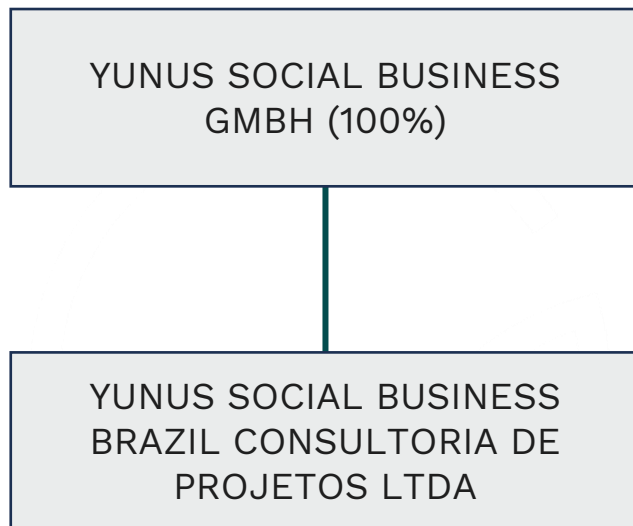 YUNUS SOCIAL BUSINESS
GMBH (100%)
YUNUS SOCIAL BUSINESS
BRAZIL CONSULTORIA DE
PROJETOS LTDA